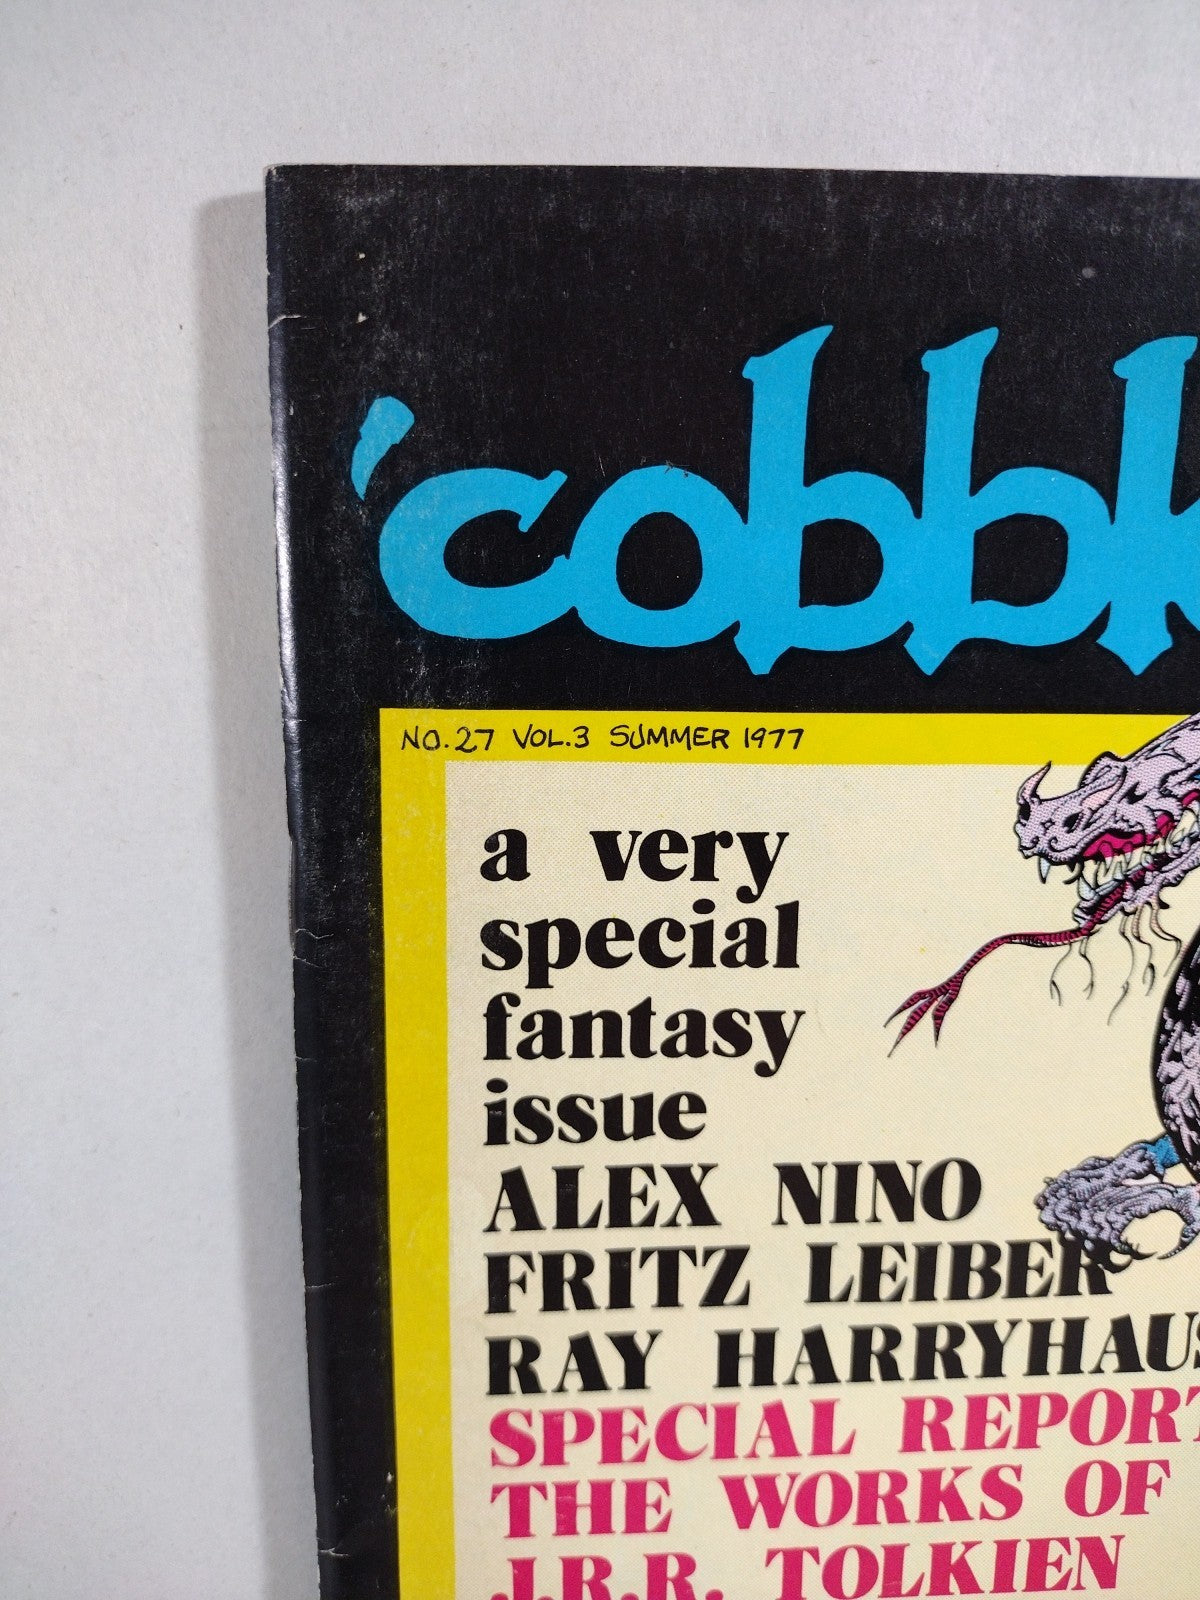 'cobbl
NO. 27 VOL. 3 SUMMER 1977
a very
special
fantasy
issue
ALEX NINO
FRITZ LEIBER
RAY HARRYHAUS
SPECIAL REPORT
THE WORKS OF
J.R.R. TOLKIEN